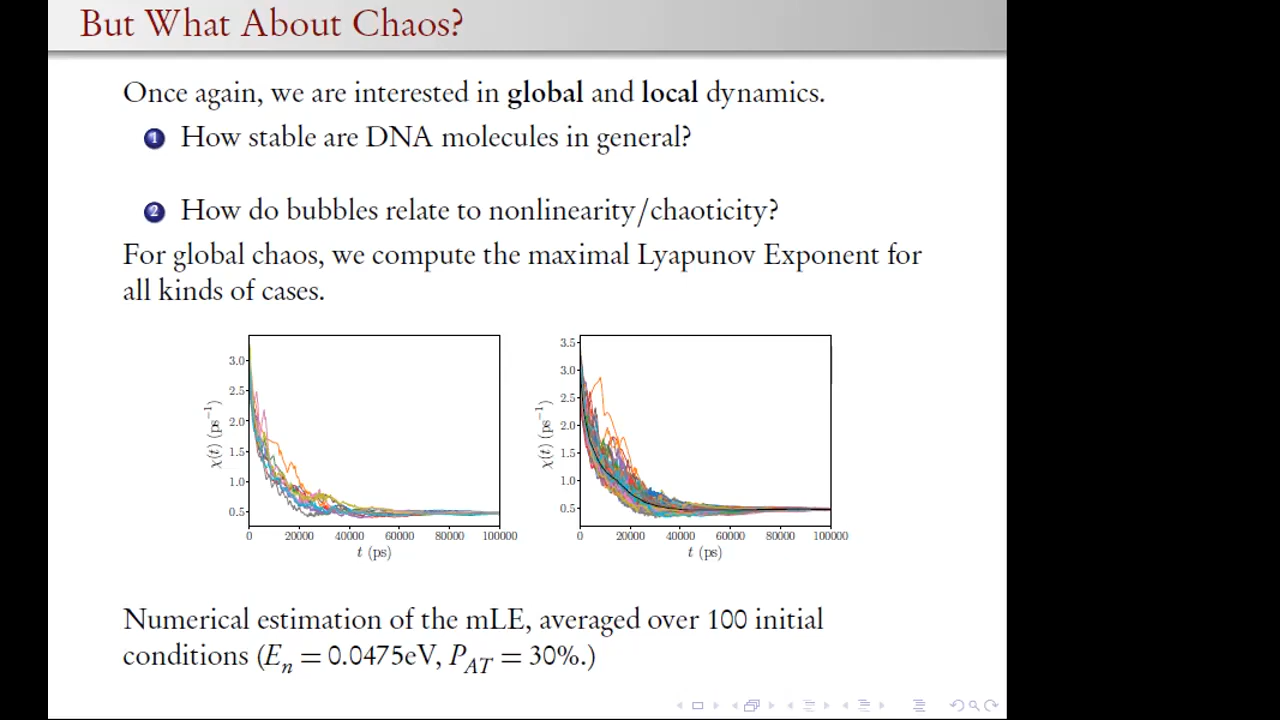 But What About Chaos?
Once again, we are interested in global and local dynamics.
1 How stable are DNA molecules in general?
2 How do bubbles relate to nonlinearity/chaoticity?
For global chaos, we compute the maximal Lyapunov Exponent for
all kinds of cases.
3.0
2.5
2.0
1.5
1.0
0.5
χ(t) (ps⁻¹)
0 20000 40000 60000 80000 100000
t (ps)
3.5
3.0
2.5
2.0
1.5
1.0
0.5
χ(t) (ps⁻¹)
0 20000 40000 60000 80000 100000
t (ps)
Numerical estimation of the mLE, averaged over 100 initial
conditions (Eₙ = 0.0475eV, P_AT = 30%.)